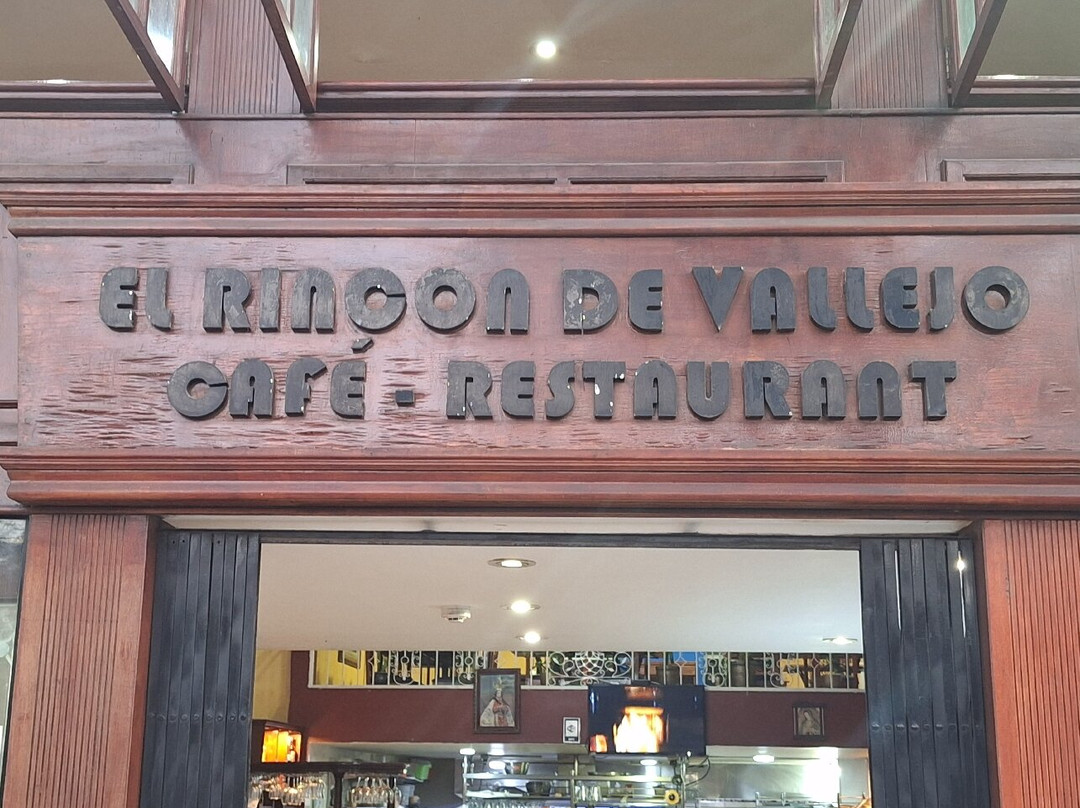 EL RINCON DE VALLEJO
CAFÉ - RESTAURANT